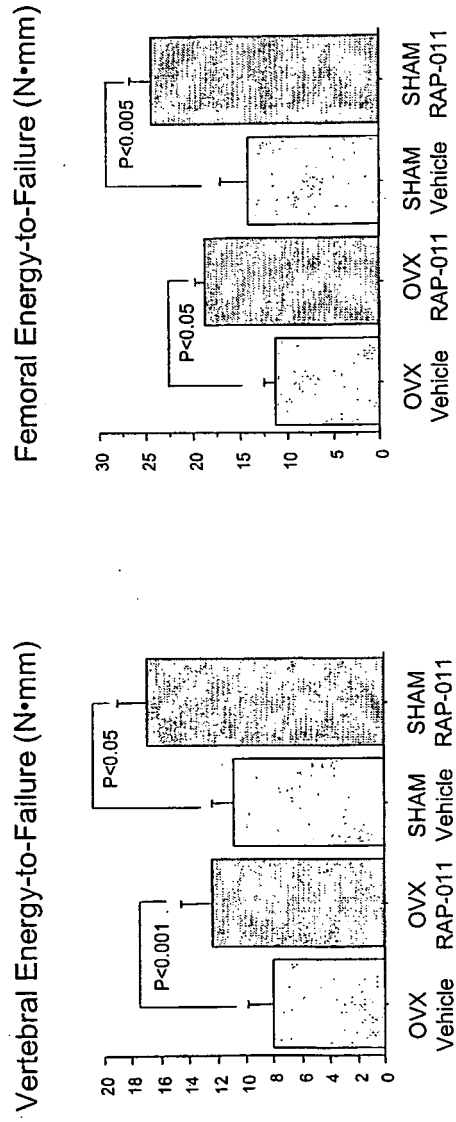 Vertebral Energy-to-Failure (N•mm)
20
18
16
14
12
10
8
6
4
2
0
P<0.001
P<0.05
OVX
Vehicle
OVX
RAP-011
SHAM
Vehicle
SHAM
RAP-011
Femoral Energy-to-Failure (N•mm)
30
25
20
15
10
5
0
P<0.05
P<0.005
OVX
Vehicle
OVX
RAP-011
SHAM
Vehicle
SHAM
RAP-011